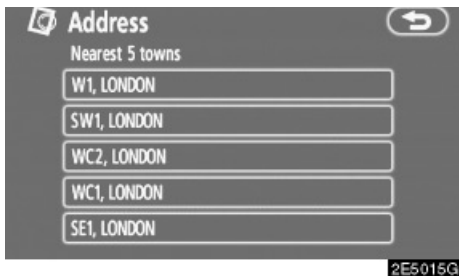 Address
Nearest 5 towns
W1, LONDON
SW1, LONDON
WC2, LONDON
WC1, LONDON
SE1, LONDON
2E5015G